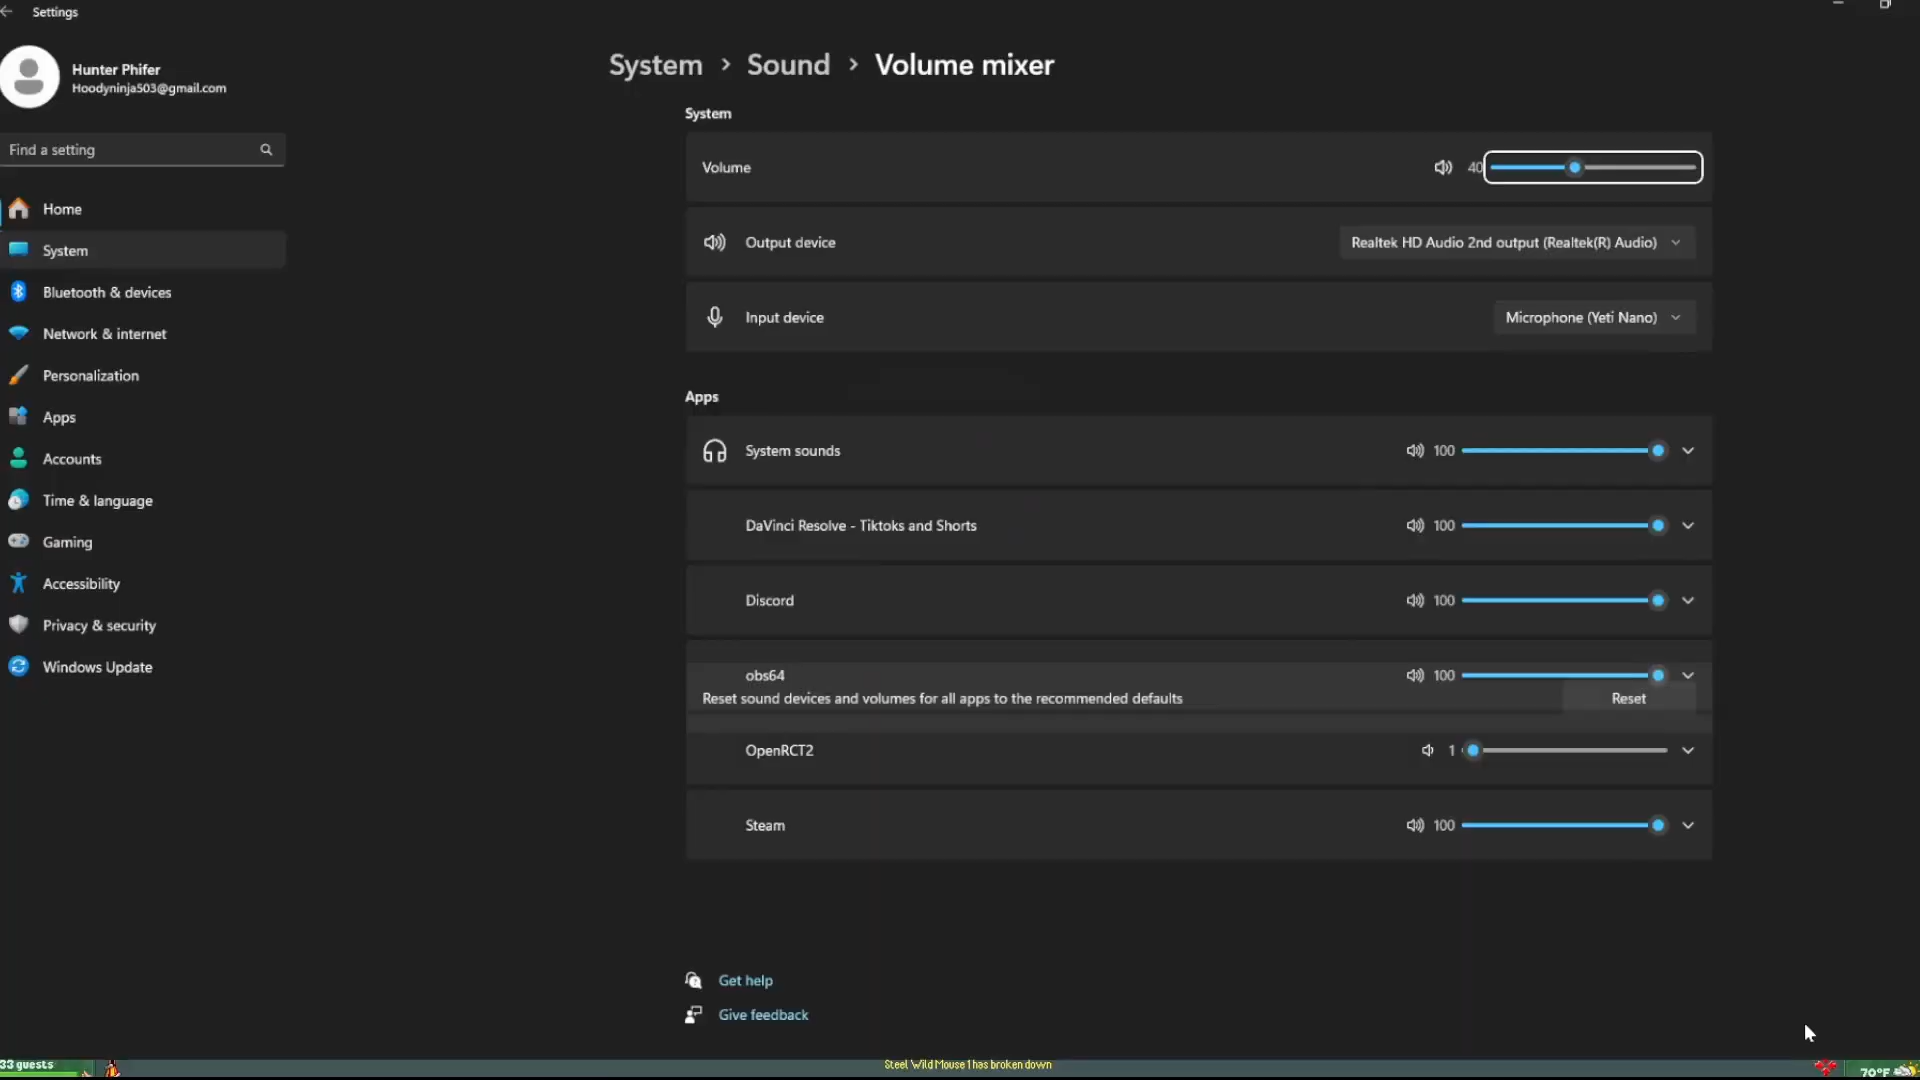 Settings
Hunter Phifer
Hoodyninja503@gmail.com
Find a setting
Home
System
Bluetooth & devices
Network & internet
Personalization
Apps
Accounts
Time & language
Gaming
Accessibility
Privacy & security
Windows Update
System > Sound > Volume mixer
System
Volume 40
Output device Realtek HD Audio 2nd output (Realtek(R) Audio)
Input device Microphone (Yeti Nano)
Apps
System sounds 100
DaVinci Resolve - Tiktoks and Shorts 100
Discord 100
obs64 100
Reset sound devices and volumes for all apps to the recommended defaults Reset
OpenRCT2 1
Steam 100
Get help
Give feedback
33 guests
Steel Wild Mouse 1 has broken down
70°F